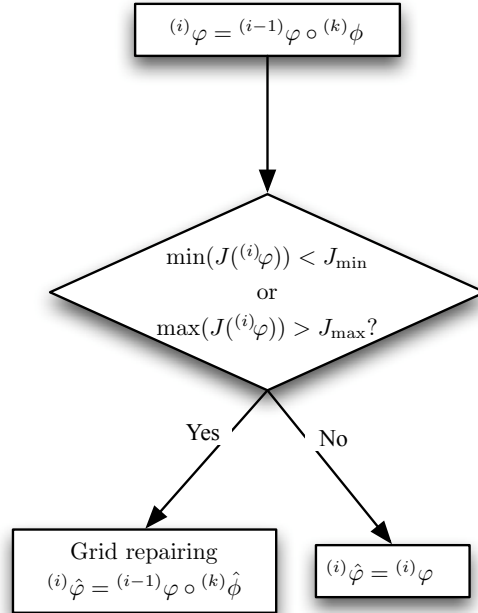 ⁽ⁱ⁾φ = ⁽ⁱ⁻¹⁾φ ∘ ⁽ᵏ⁾ϕ
min(J(⁽ⁱ⁾φ)) < J_min
or
max(J(⁽ⁱ⁾φ)) > J_max?
Yes No
Grid repairing
⁽ⁱ⁾φ̂ = ⁽ⁱ⁻¹⁾φ ∘ ⁽ᵏ⁾ϕ̂
⁽ⁱ⁾φ̂ = ⁽ⁱ⁾φ